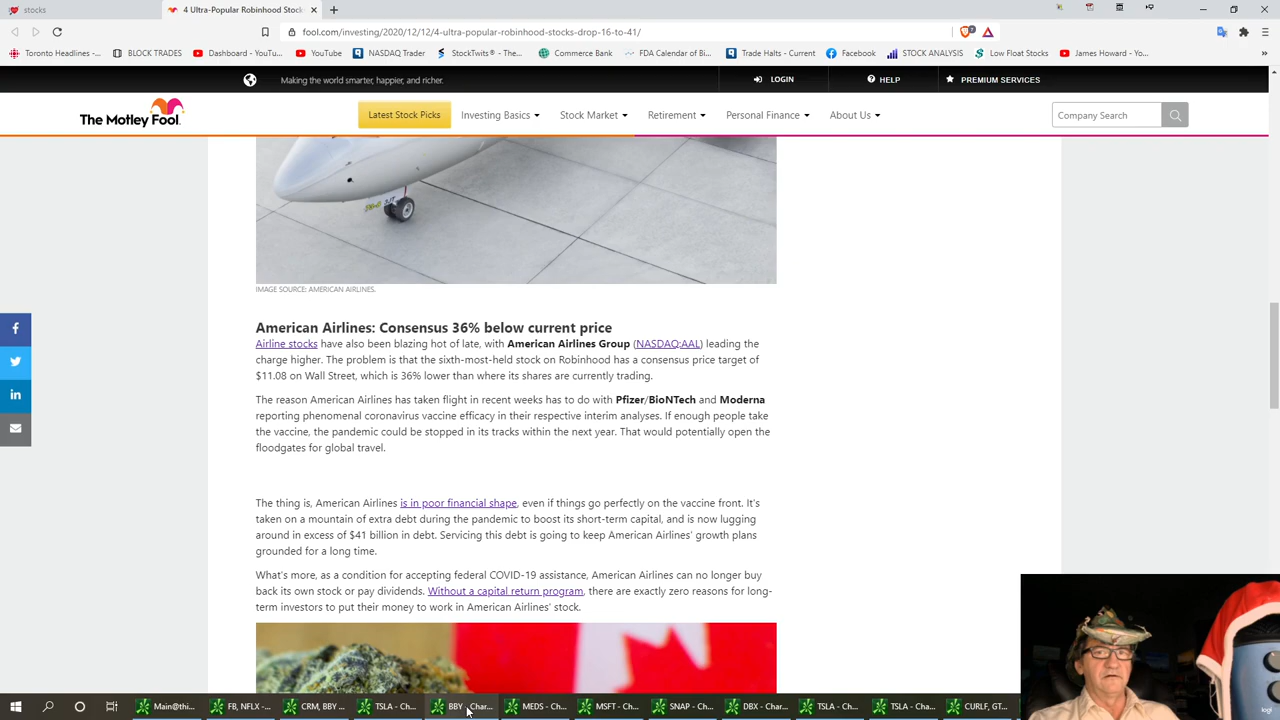 stocks
4 Ultra-Popular Robinhood Stock
fool.com/investing/2020/12/12/4-ultra-popular-robinhood-stocks-drop-16-to-41/
Toronto Headlines -...
BLOCK TRADES
Dashboard - YouTu...
YouTube
NASDAQ Trader
StockTwits® - The...
Commerce Bank
FDA Calendar of Bi...
Trade Halts - Current
Facebook
STOCK ANALYSIS
Low Float Stocks
James Howard - Yo...
Making the world smarter, happier, and richer.
LOGIN
HELP
PREMIUM SERVICES
The Motley Fool.
Latest Stock Picks
Investing Basics
Stock Market
Retirement
Personal Finance
About Us
Company Search
IMAGE SOURCE: AMERICAN AIRLINES.
American Airlines: Consensus 36% below current price
Airline stocks have also been blazing hot of late, with American Airlines Group (NASDAQ:AAL) leading the
charge higher. The problem is that the sixth-most-held stock on Robinhood has a consensus price target of
$11.08 on Wall Street, which is 36% lower than where its shares are currently trading.
The reason American Airlines has taken flight in recent weeks has to do with Pfizer/BioNTech and Moderna
reporting phenomenal coronavirus vaccine efficacy in their respective interim analyses. If enough people take
the vaccine, the pandemic could be stopped in its tracks within the next year. That would potentially open the
floodgates for global travel.
The thing is, American Airlines is in poor financial shape, even if things go perfectly on the vaccine front. It's
taken on a mountain of extra debt during the pandemic to boost its short-term capital, and is now lugging
around in excess of $41 billion in debt. Servicing this debt is going to keep American Airlines' growth plans
grounded for a long time.
What's more, as a condition for accepting federal COVID-19 assistance, American Airlines can no longer buy
back its own stock or pay dividends. Without a capital return program, there are exactly zero reasons for long-
term investors to put their money to work in American Airlines' stock.
Main@thi...
FB, NFLX -...
CRM, BBY ...
TSLA - Ch...
BBY - Char...
MEDS - Ch...
MSFT - Ch...
SNAP - Ch...
DBX - Char...
TSLA - Cha...
TSLA - Cha...
CURLF, GT...
logi